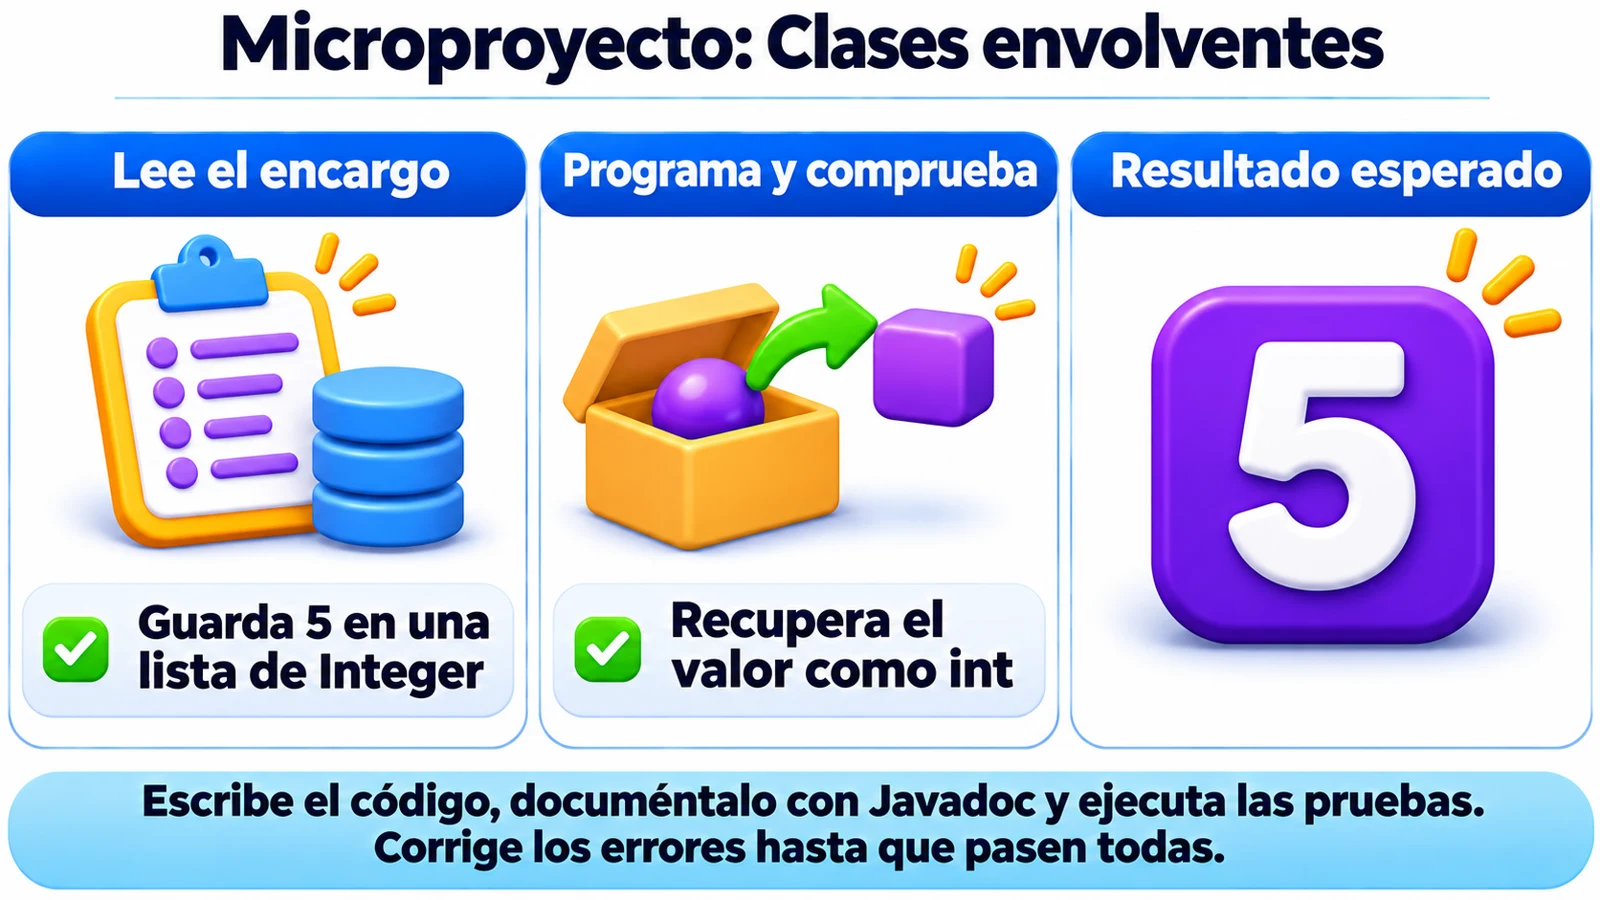 Microproyecto: Clases envolventes
Lee el encargo
Guarda 5 en una
lista de Integer
Programa y comprueba
Recupera el
valor como int
Resultado esperado
5
Escribe el código, documéntalo con Javadoc y ejecuta las pruebas.
Corrige los errores hasta que pasen todas.